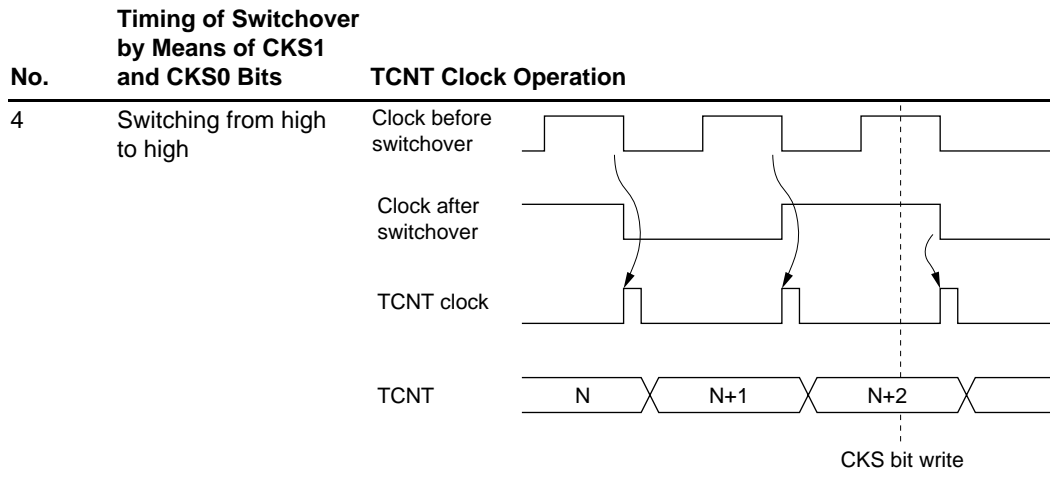 No.
Timing of Switchover
by Means of CKS1
and CKS0 Bits
TCNT Clock Operation
4
Switching from high
to high
Clock before
switchover
Clock after
switchover
TCNT clock
TCNT
N
N+1
N+2
CKS bit write